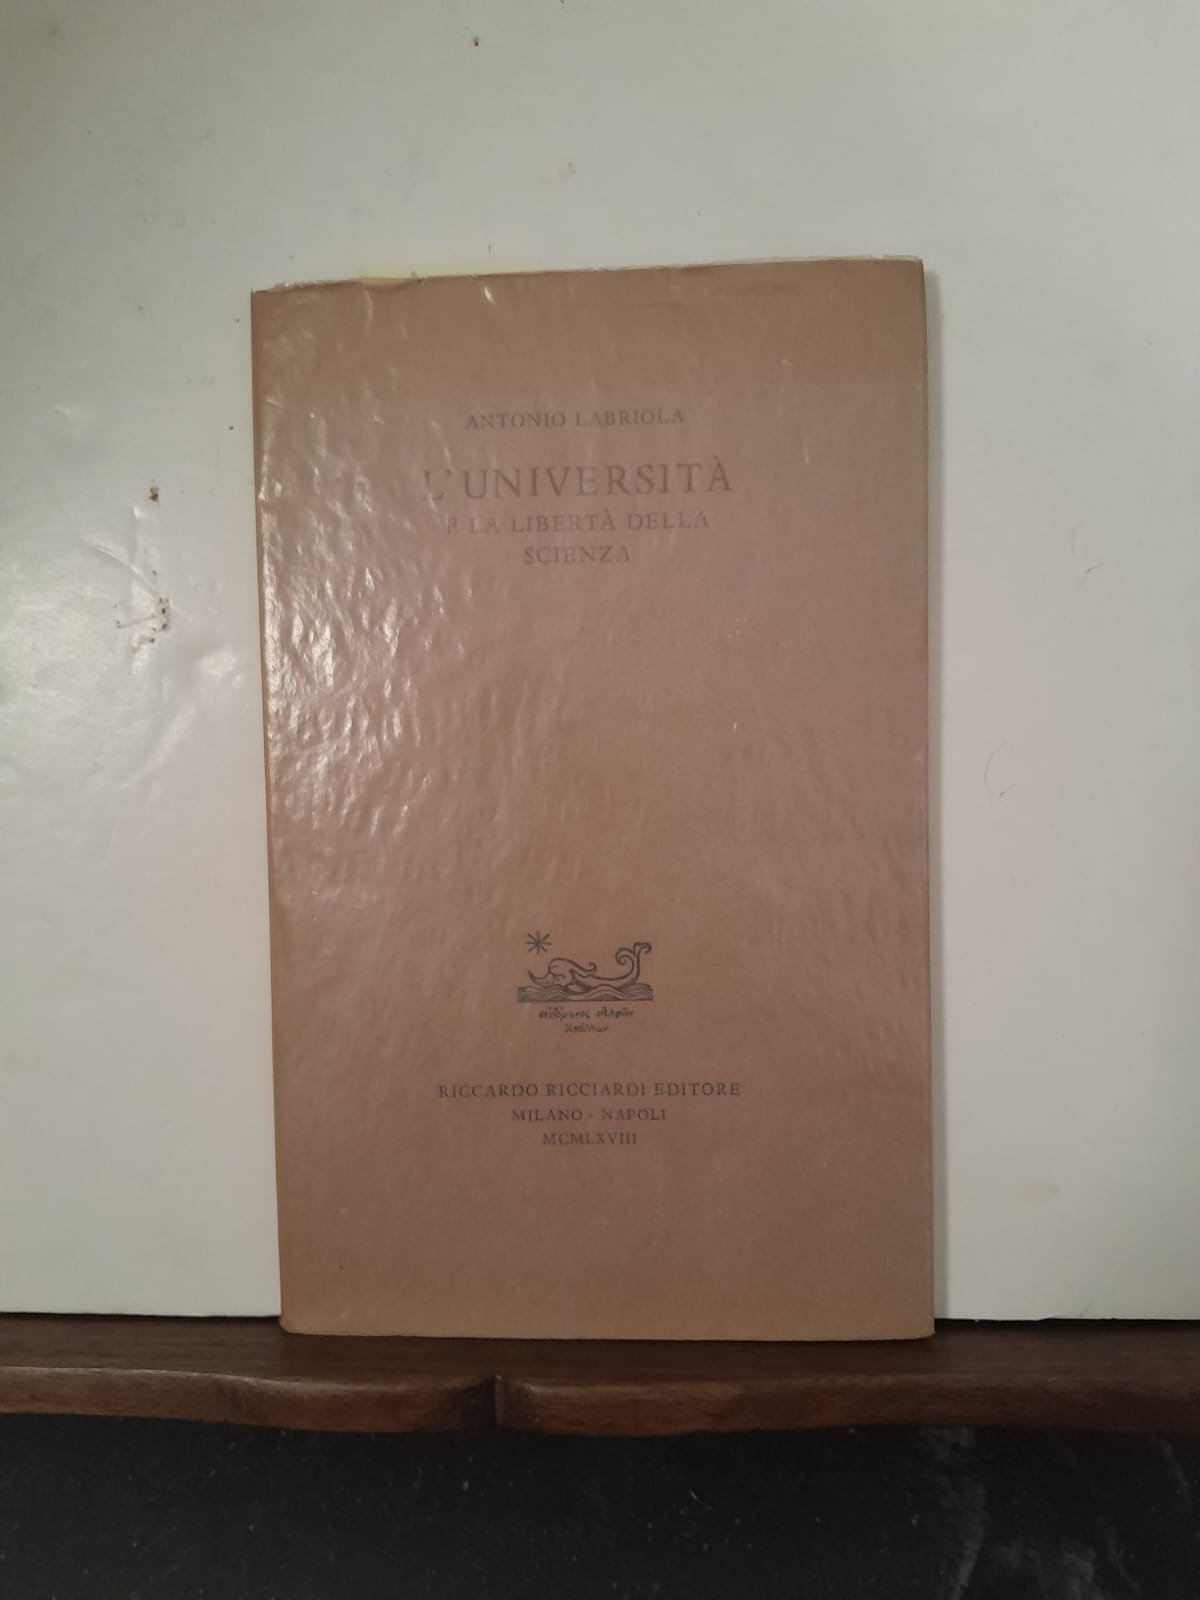 ANTONIO LABRIOLA
L'UNIVERSITÀ
E LA LIBERTÀ DELLA
SCIENZA
RICCARDO RICCIARDI EDITORE
MILANO · NAPOLI
MCMLXVIII